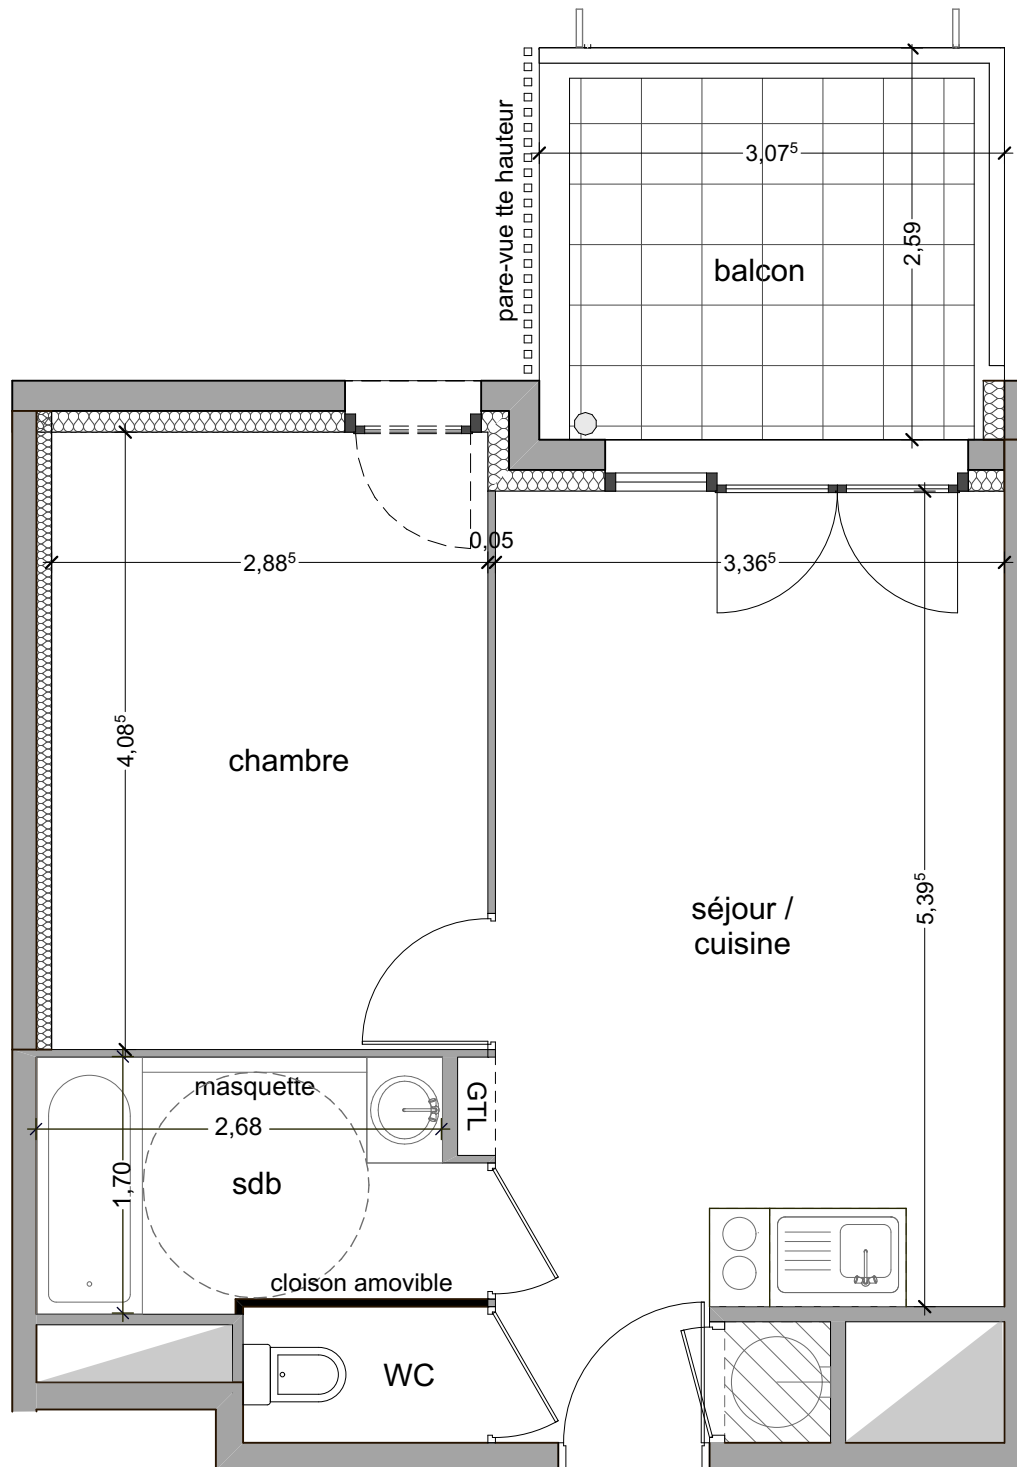 pare-vue tte hauteur
3,07⁵
2,59
balcon
0,05
2,88⁵
3,36⁵
4,08⁵
chambre
séjour /
cuisine
5,39⁵
masquette
GTL
2,68
1,70
sdb
cloison amovible
WC